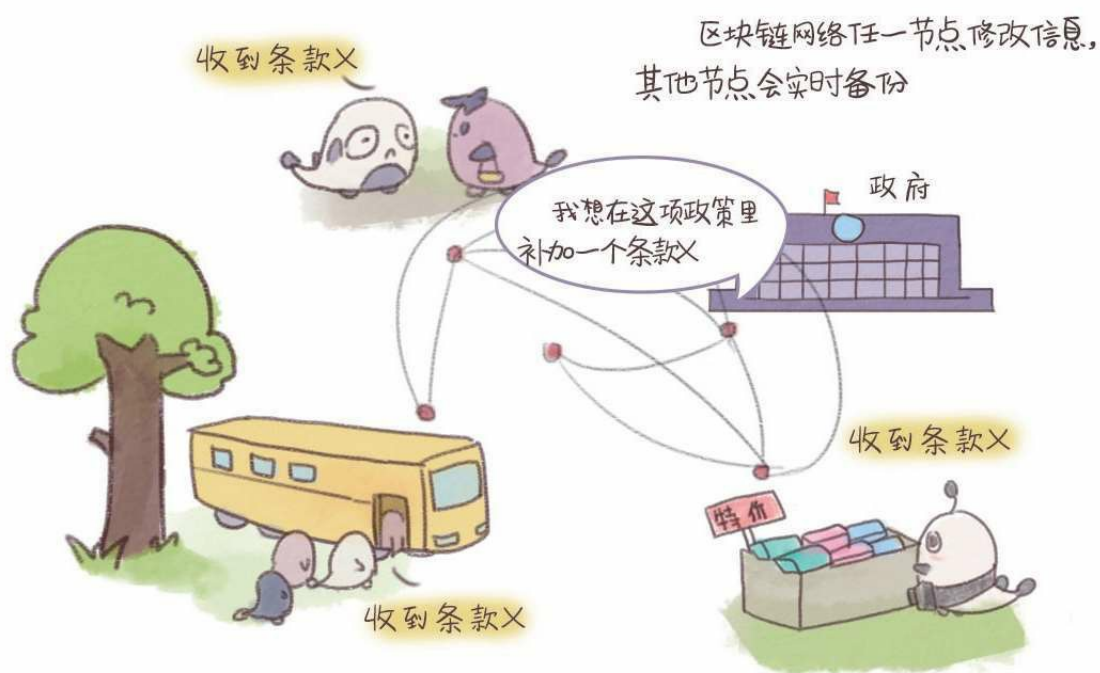 区块链网络任一节点修改信息,
其他节点会实时备份
收到条款X
我想在这项政策里
补加一个条款X
政府
收到条款X
特价
收到条款X